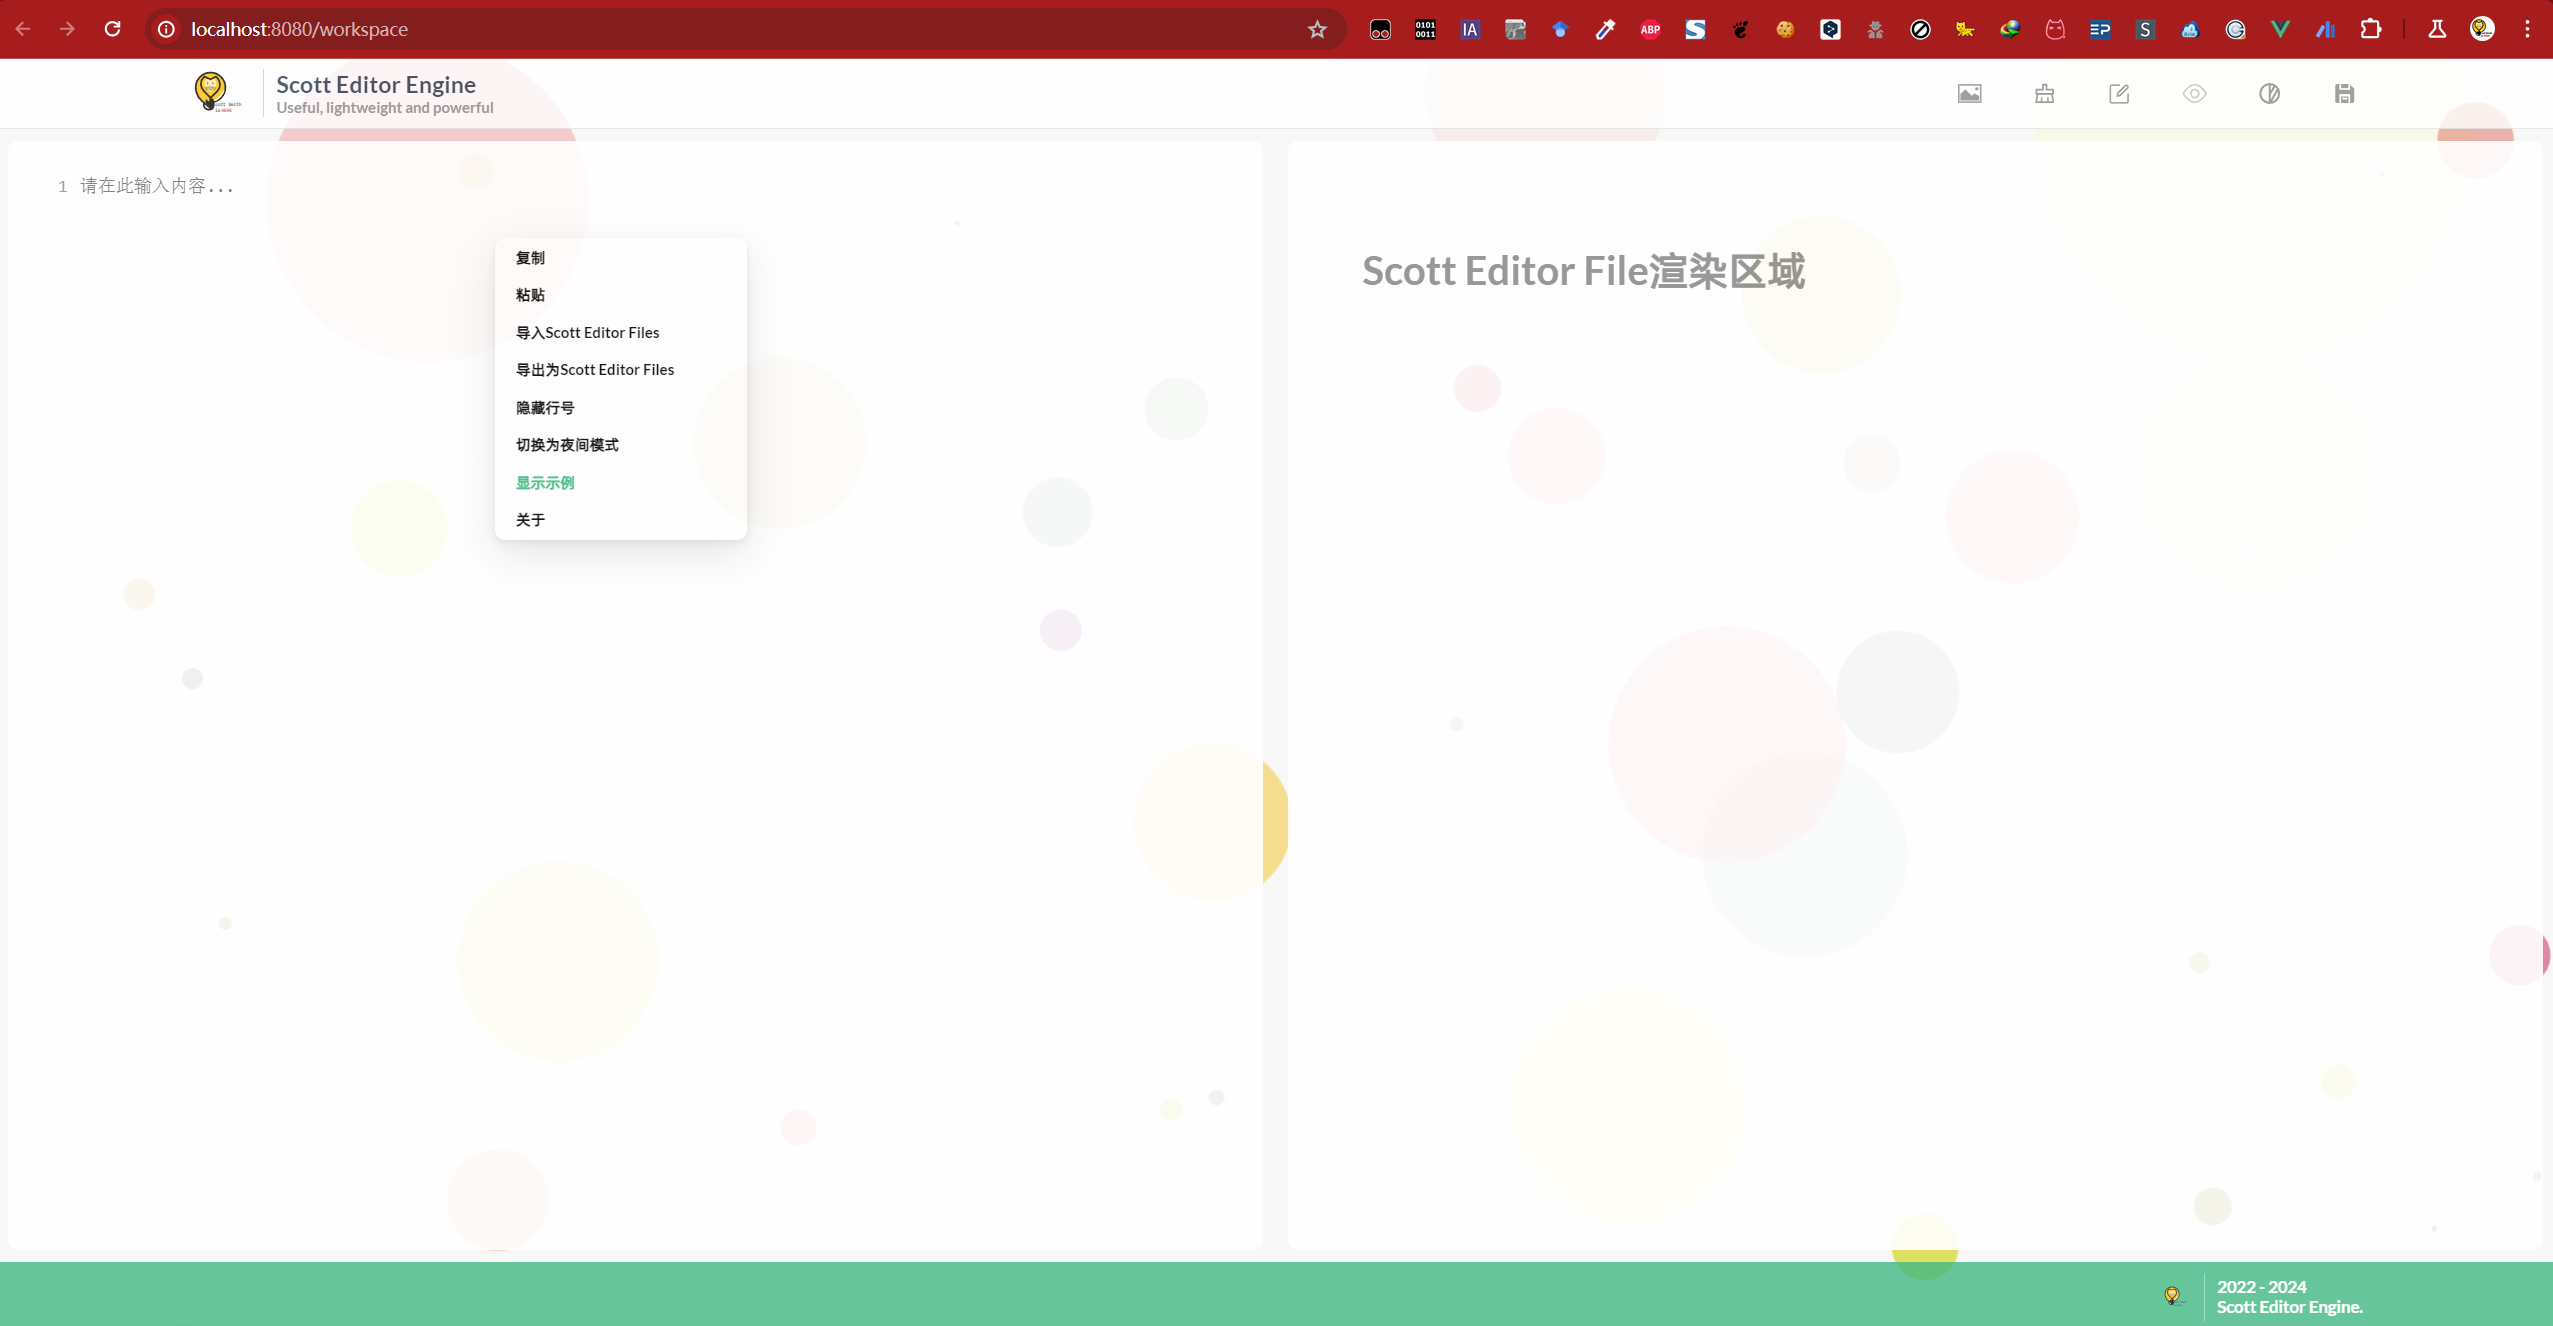 localhost:8080/workspace
Scott Editor Engine
Useful, lightweight and powerful
1 请在此输入内容...
复制
粘贴
导入Scott Editor Files
导出为Scott Editor Files
隐藏行号
切换为夜间模式
显示示例
关于
Scott Editor File渲染区域
2022 - 2024
Scott Editor Engine.